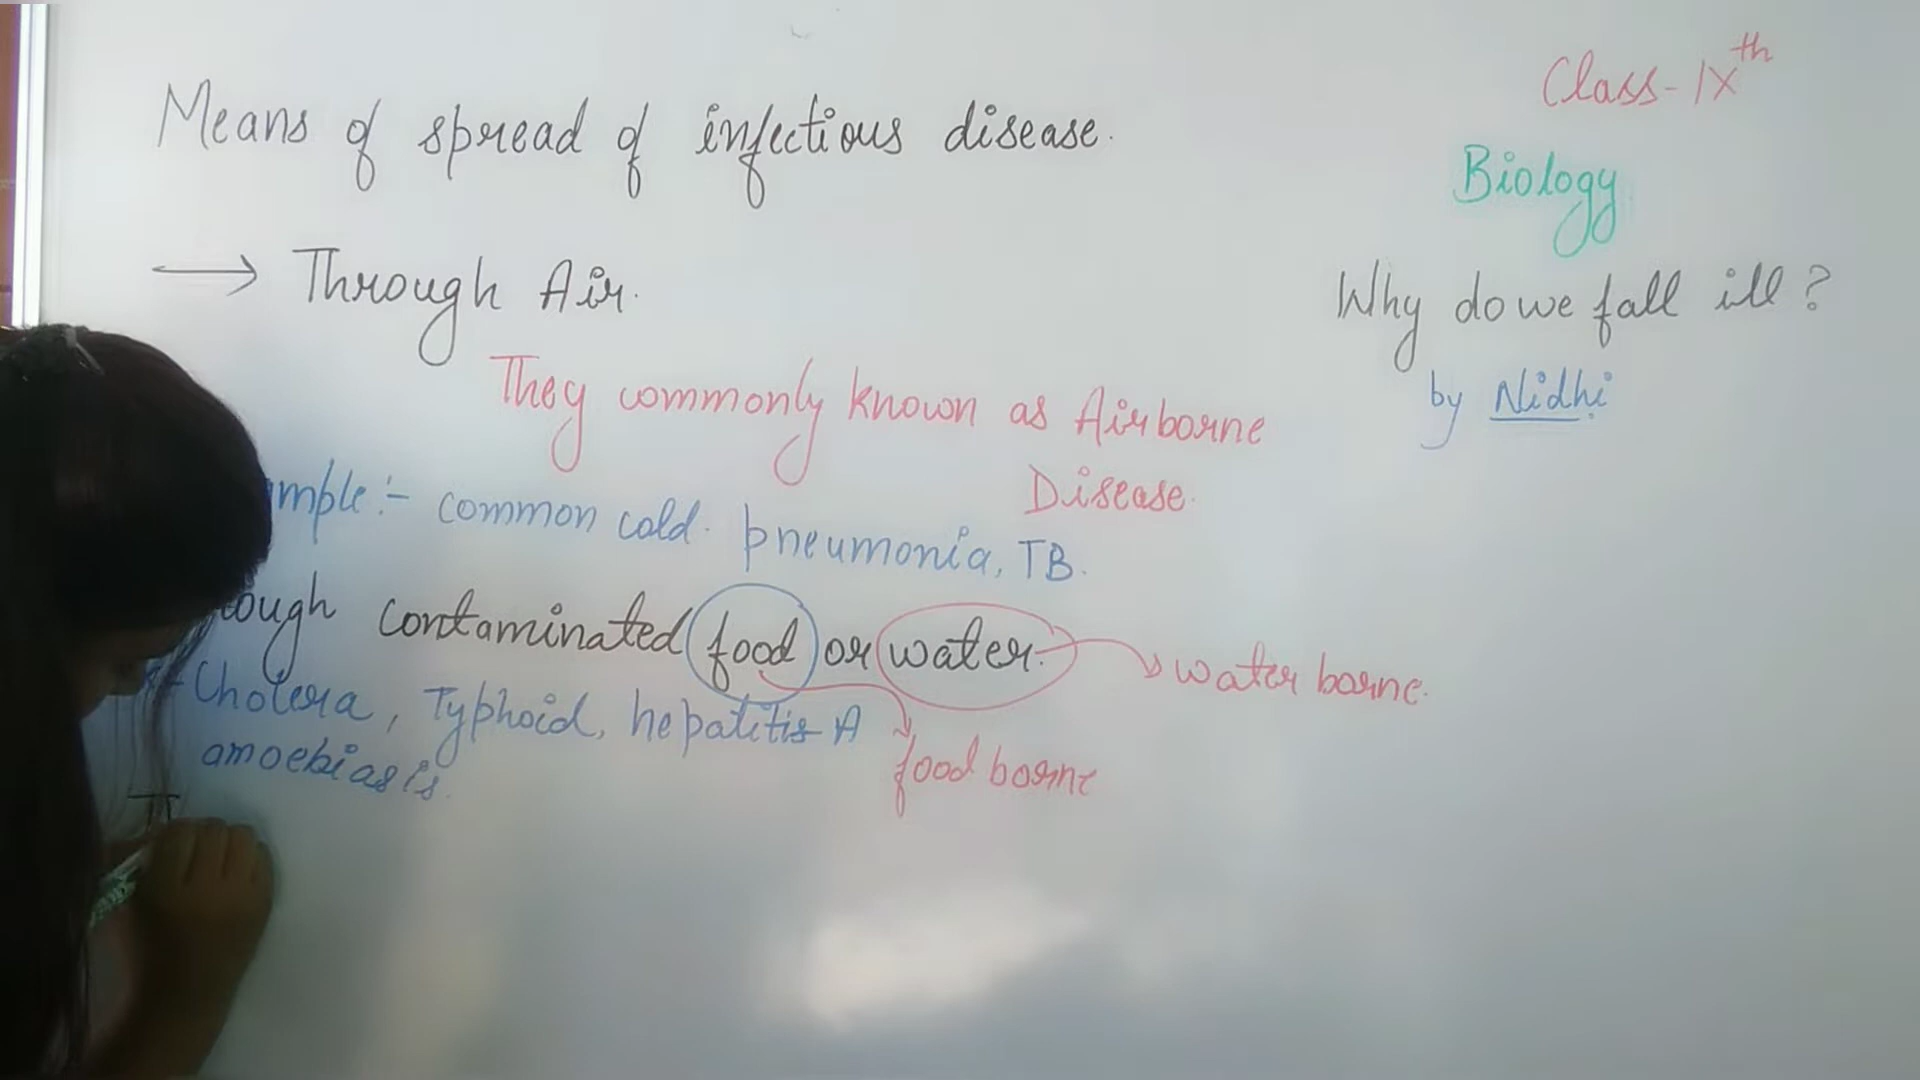 Means of spread of infectious disease.
→ Through Air.
They commonly known as Airborne
Disease.
mple :- common cold. pneumonia, TB.
ough contaminated food or water. → water borne.
Cholera, Typhoid, hepatitis A
food borne
amoebiasis.
T
Class-IXth
Biology
Why do we fall ill ?
by Nidhi